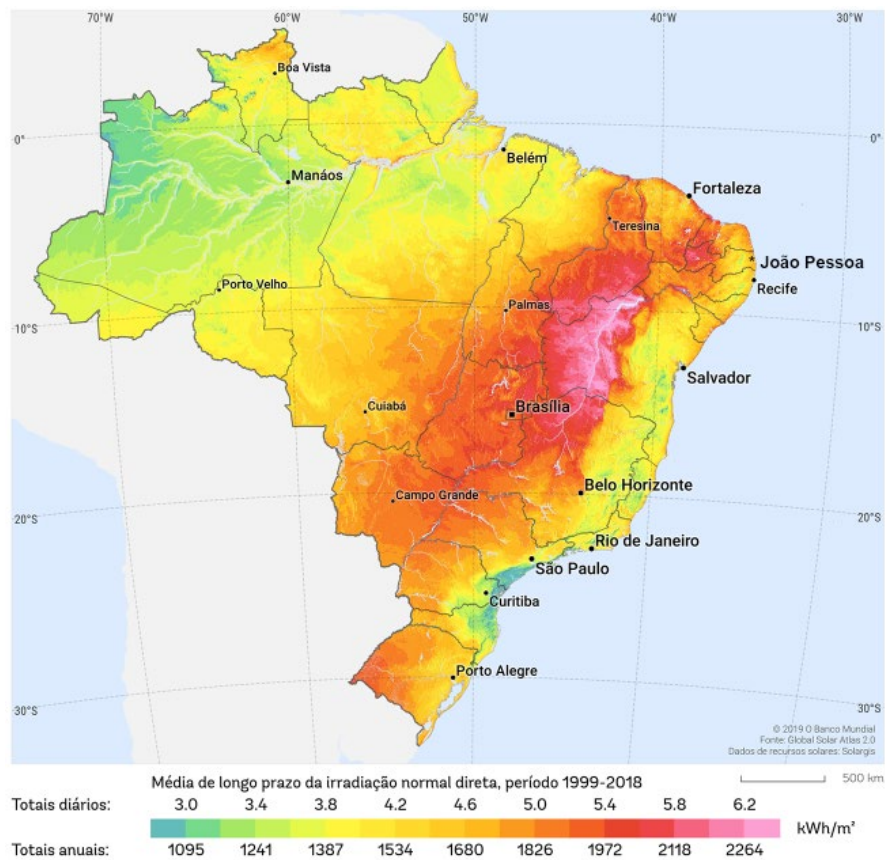 70°W 60°W 50°W 40°W 30°W
Boa Vista
0° 0°
Belém
Manáos
Fortaleza
Teresina
João Pessoa
Porto Velho
Recife
Palmas
10°S 10°S
Salvador
Cuiabá
Brasília
Belo Horizonte
Campo Grande
20°S 20°S
Rio de Janeiro
São Paulo
Curitiba
Porto Alegre
30°S 30°S
© 2019 O Banco Mundial
Fonte: Global Solar Atlas 2.0
Dados de recursos solares: Solargis
Média de longo prazo da irradiação normal direta, período 1999-2018
500 km
Totais diários: 3.0 3.4 3.8 4.2 4.6 5.0 5.4 5.8 6.2
kWh/m²
Totais anuais: 1095 1241 1387 1534 1680 1826 1972 2118 2264